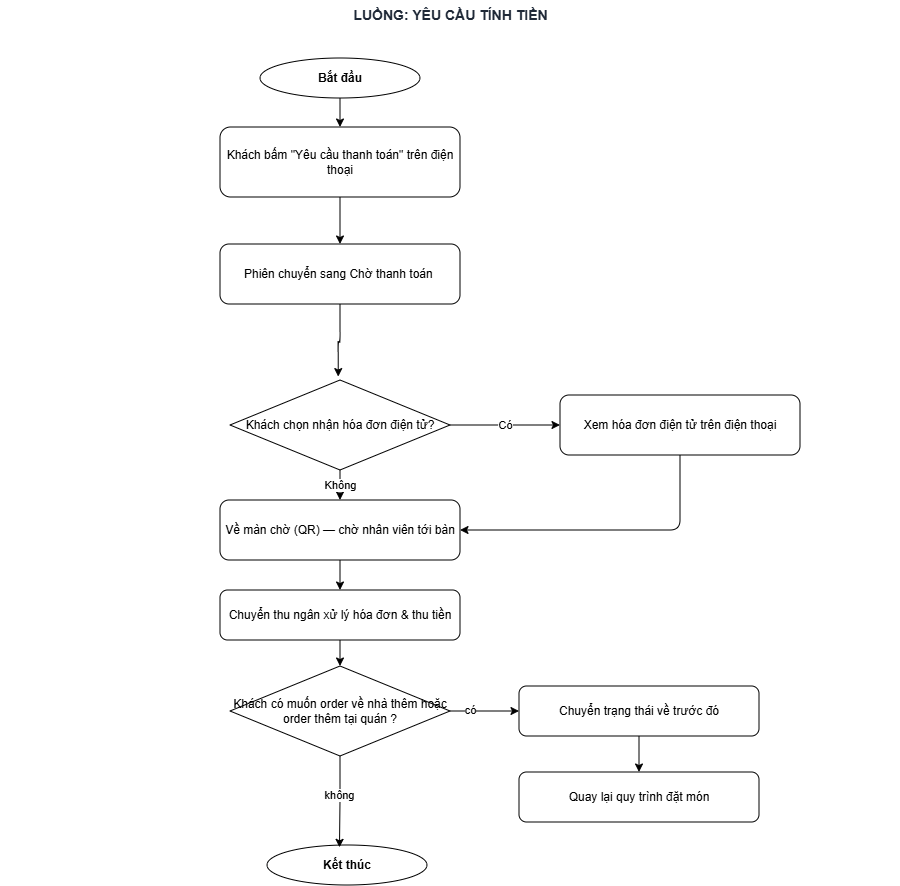 LUỒNG: YÊU CẦU TÍNH TIỀN
Bắt đầu
Khách bấm "Yêu cầu thanh toán" trên điện
thoại
Phiên chuyển sang Chờ thanh toán
Khách chọn nhận hóa đơn điện tử?
Có
Xem hóa đơn điện tử trên điện thoại
Không
Về màn chờ (QR) — chờ nhân viên tới bàn
Chuyển thu ngân xử lý hóa đơn & thu tiền
Khách có muốn order về nhà thêm hoặc
order thêm tại quán ?
có
Chuyển trạng thái về trước đó
Quay lại quy trình đặt món
không
Kết thúc